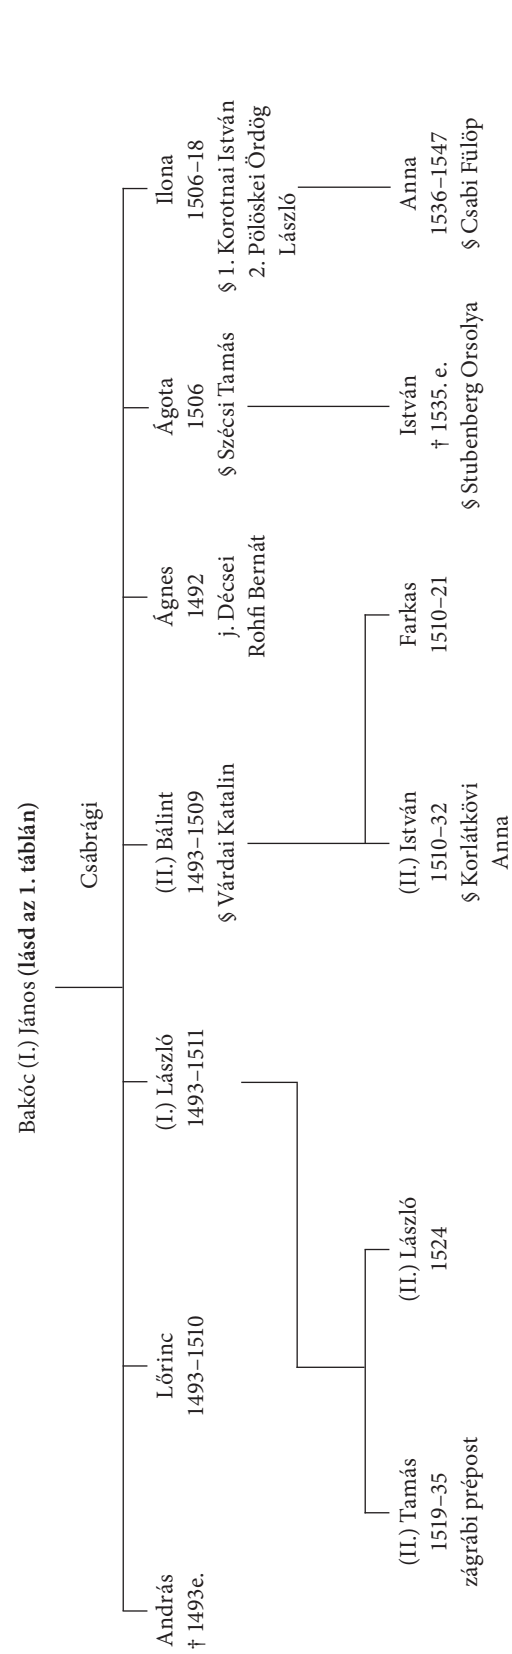 Bakóc (I.) János (lásd az 1. táblán)
Csábrági
András
† 1493e.
Lőrinc
1493–1510
(I.) László
1493–1511
(II.) Bálint
1493–1509
§ Várdai Katalin
Ágnes
1492
j. Décsei
Rohfi Bernát
Ágota
1506
§ Szécsi Tamás
Ilona
1506–18
§ 1. Korotnai István
2. Pölöskei Ördög
László
(II.) Tamás
1519–35
zágrábi prépost
(II.) László
1524
(II.) István
1510–32
§ Korlátkövi
Anna
Farkas
1510–21
István
† 1535. e.
§ Stubenberg Orsolya
Anna
1536–1547
§ Csabi Fülöp